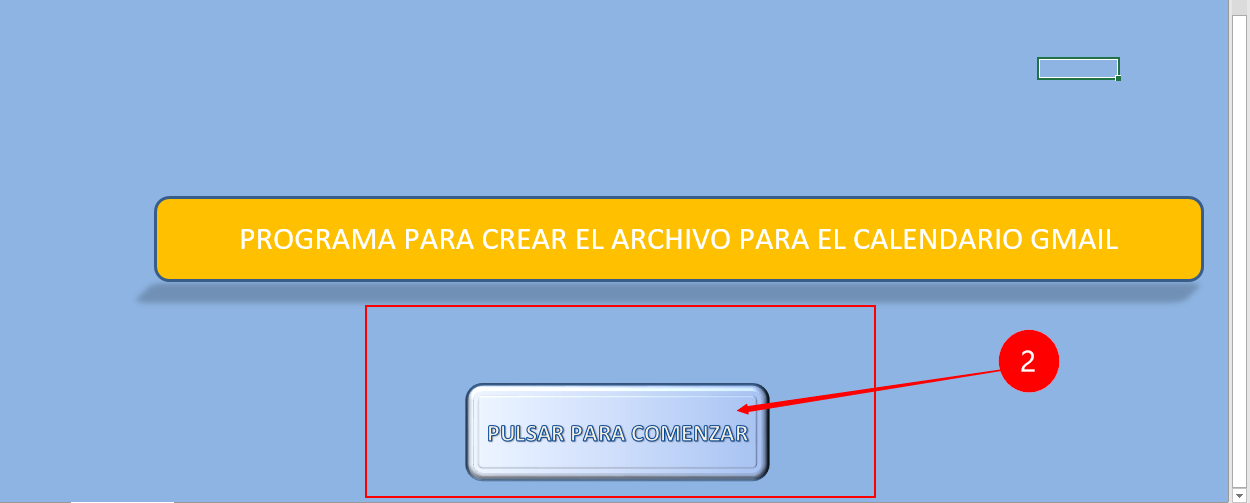 PROGRAMA PARA CREAR EL ARCHIVO PARA EL CALENDARIO GMAIL
2
PULSAR PARA COMENZAR